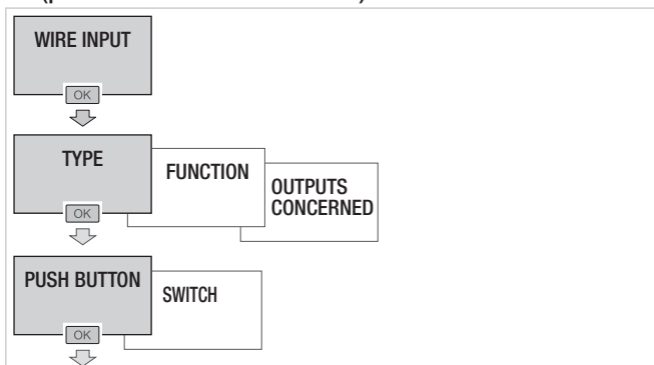 WIRE INPUT
OK
TYPE
FUNCTION
OUTPUTS
CONCERNED
OK
PUSH BUTTON
SWITCH
OK